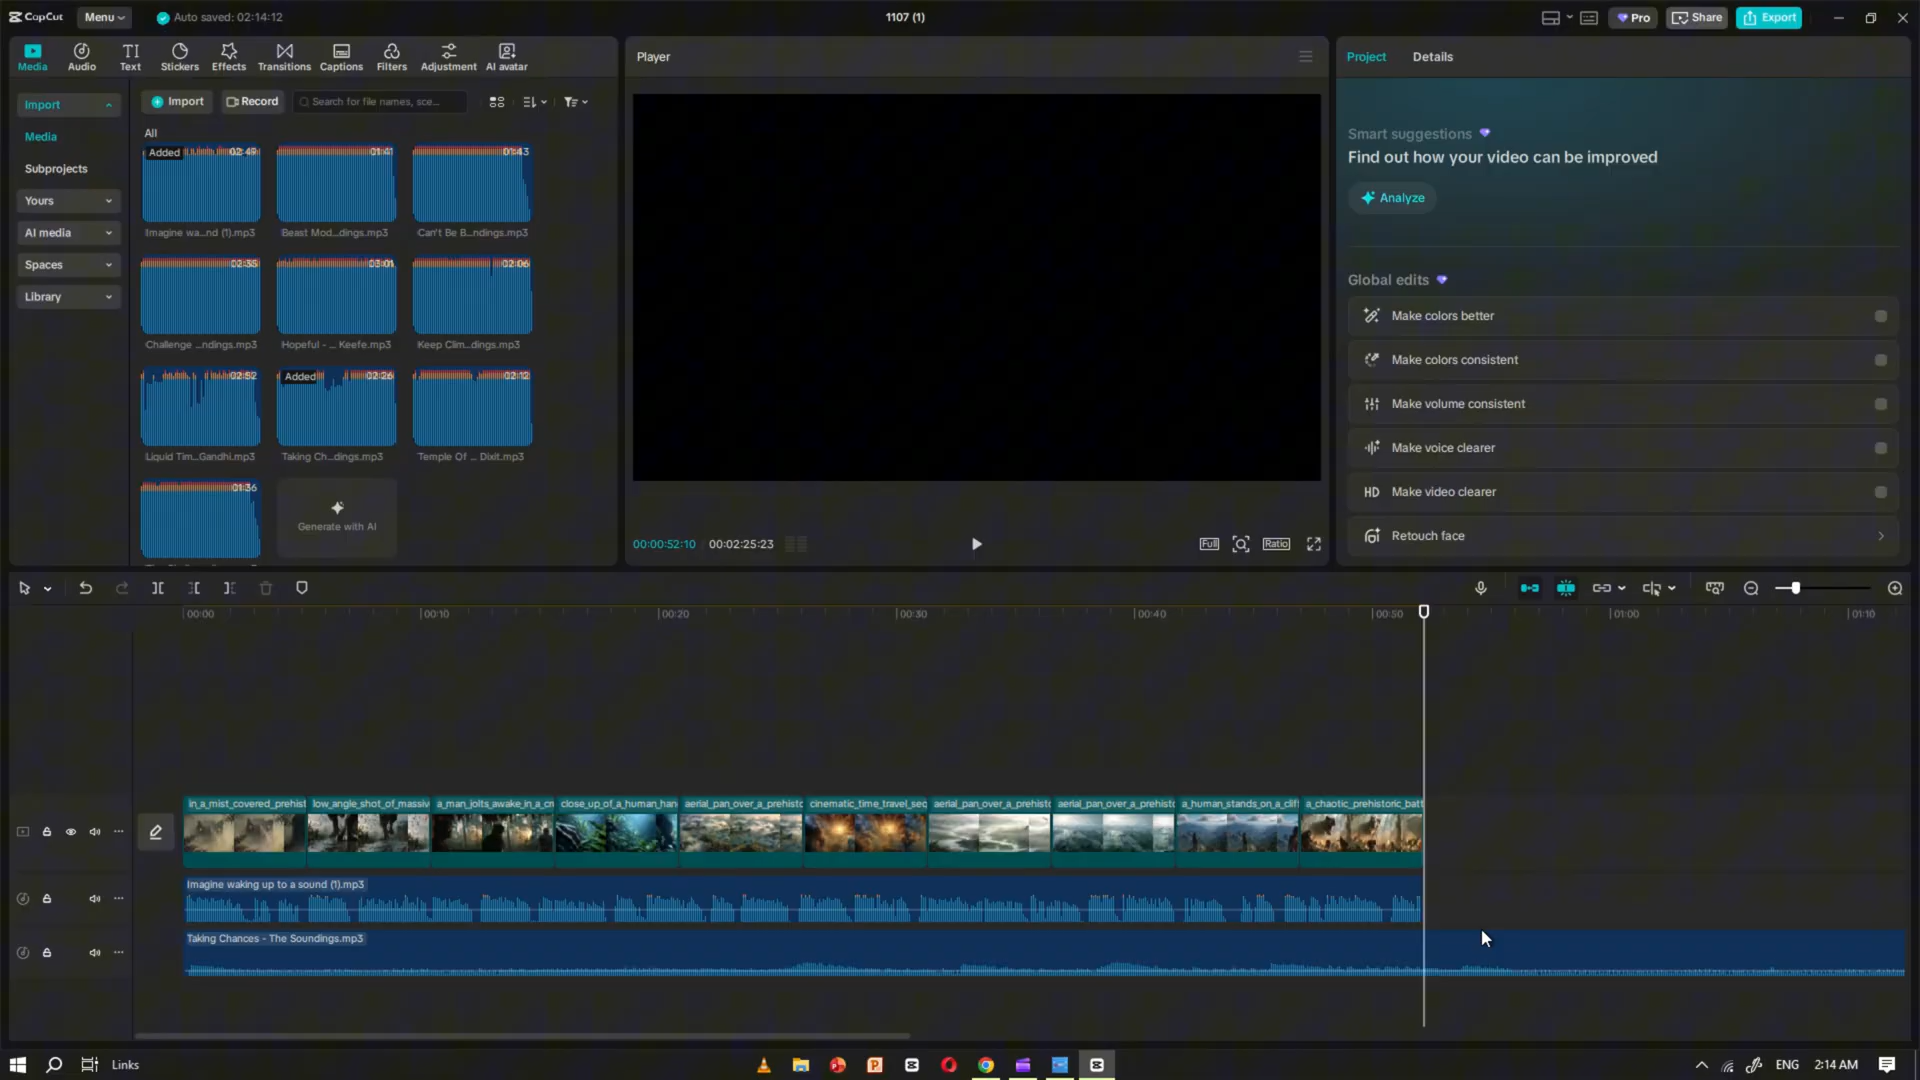 CapCut
Menu
Auto saved: 02:14:12
1107 (1)
Pro
Share
Export
Media
Audio
Text
Stickers
Effects
Transitions
Captions
Filters
Adjustment
AI avatar
Player
Project
Details
Import
Media
Subprojects
Yours
AI media
Spaces
Library
Import
Record
Search for file names, sce...
All
Added
02:49
01:41
01:43
Imagine wa...nd (1).mp3
Beast Mod...dings.mp3
Can't Be B...ndings.mp3
02:35
03:01
02:06
Challenge ...ndings.mp3
Hopeful - ... Keefe.mp3
Keep Clim...dings.mp3
02:52
Added
02:26
02:12
Liquid Tim...Gandhi.mp3
Taking Ch...dings.mp3
Temple Of ... Dixit.mp3
01:36
Generate with AI
00:00:52:10
00:02:25:23
Full
Ratio
Smart suggestions
Find out how your video can be improved
Analyze
Global edits
Make colors better
Make colors consistent
Make volume consistent
Make voice clearer
HD
Make video clearer
Retouch face
00:00
00:10
00:20
00:30
00:40
00:50
01:00
01:10
in_a_mist_covered_prehist
low_angle_shot_of_massiv
a_man_jolts_awake_in_a_cr
close_up_of_a_human_han
aerial_pan_over_a_prehistc
cinematic_time_travel_seq
aerial_pan_over_a_prehistc
aerial_pan_over_a_prehistc
a_human_stands_on_a_clif
a_chaotic_prehistoric_batt
Imagine waking up to a sound (1).mp3
Taking Chances - The Soundings.mp3
Links
ENG
2:14 AM